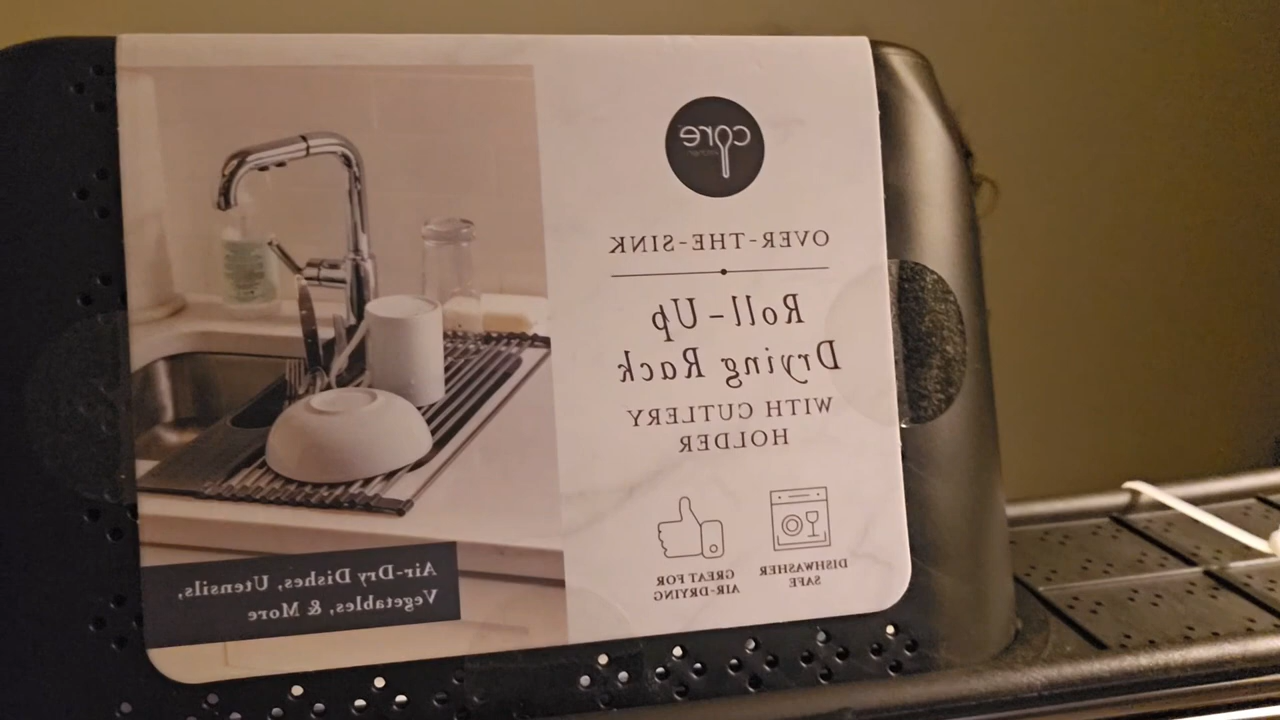 core
kitchen
OVER-THE-SINK
Roll-Up
Drying Rack
WITH CUTLERY
HOLDER
DISHWASHER
SAFE
GREAT FOR
AIR-DRYING
Air-Dry Dishes, Utensils,
Vegetables, & More